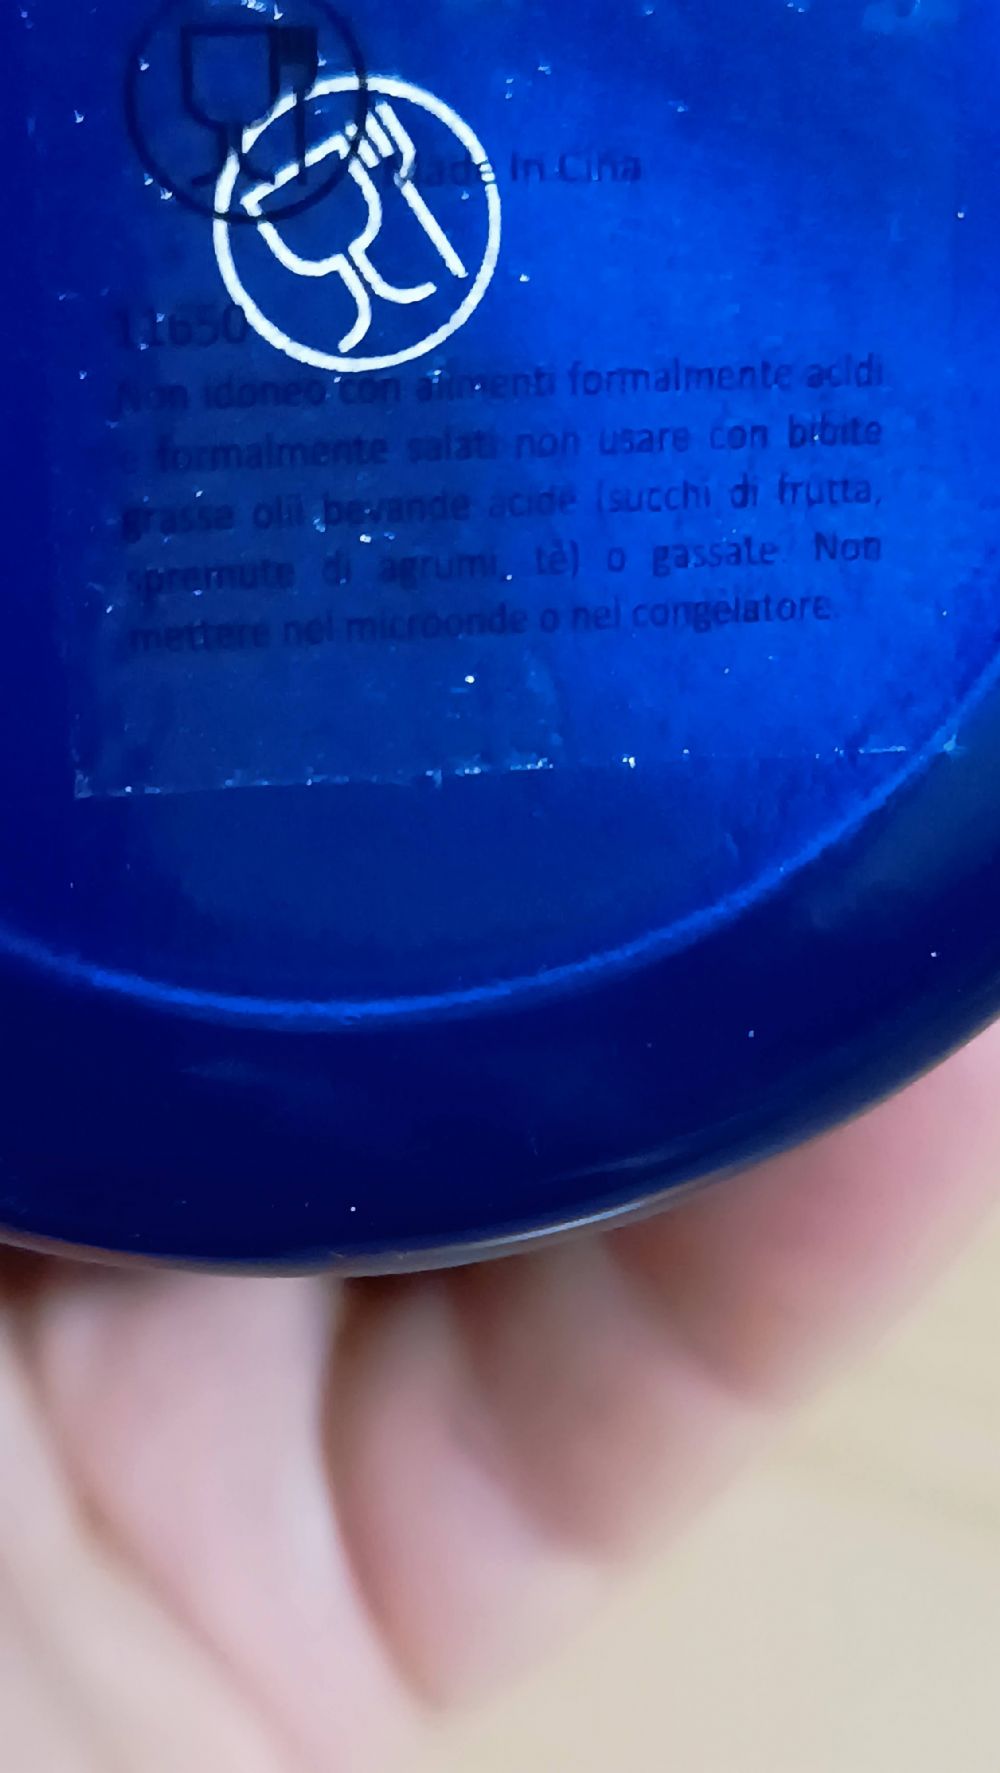 Made in Cina
11650
Non idoneo con alimenti formalmente acidi
e formalmente salati non usare con bibite
grasse olii bevande acide (succhi di frutta,
spremute di agrumi, tè) o gassate. Non
mettere nel microonde o nel congelatore.